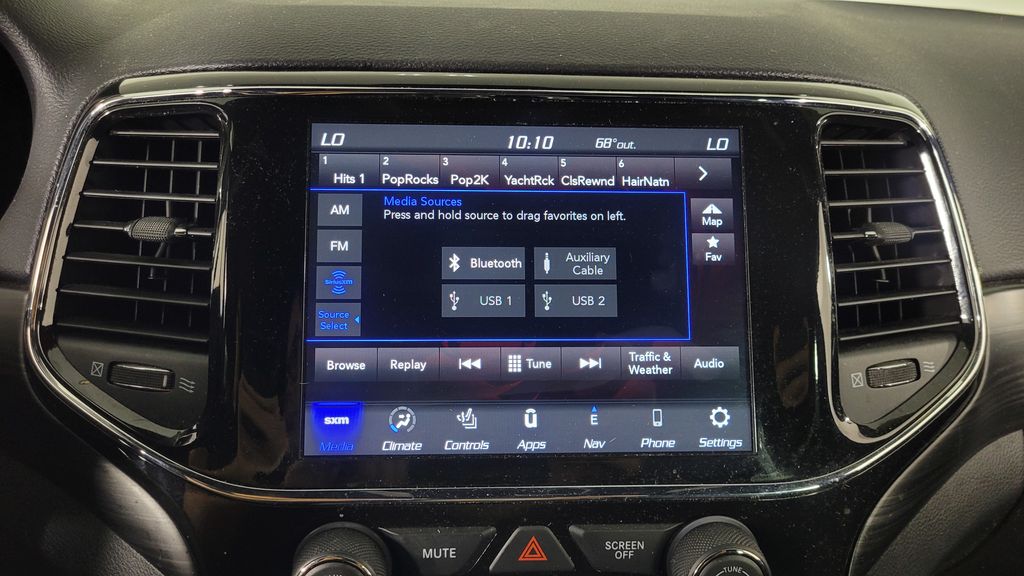 LO 10:10 68°out. LO
1 Hits 1 2 PopRocks 3 Pop2K 4 YachtRck 5 ClsRewnd 6 HairNatn
Media Sources
Press and hold source to drag favorites on left.
AM
FM
siriusxm
Source
Select
Bluetooth
Auxiliary
Cable
USB 1
USB 2
Map
Fav
Browse Replay Tune Traffic &
Weather Audio
sxm
E
Media Climate Controls Apps Nav Phone Settings
MUTE
SCREEN
OFF
TUNE